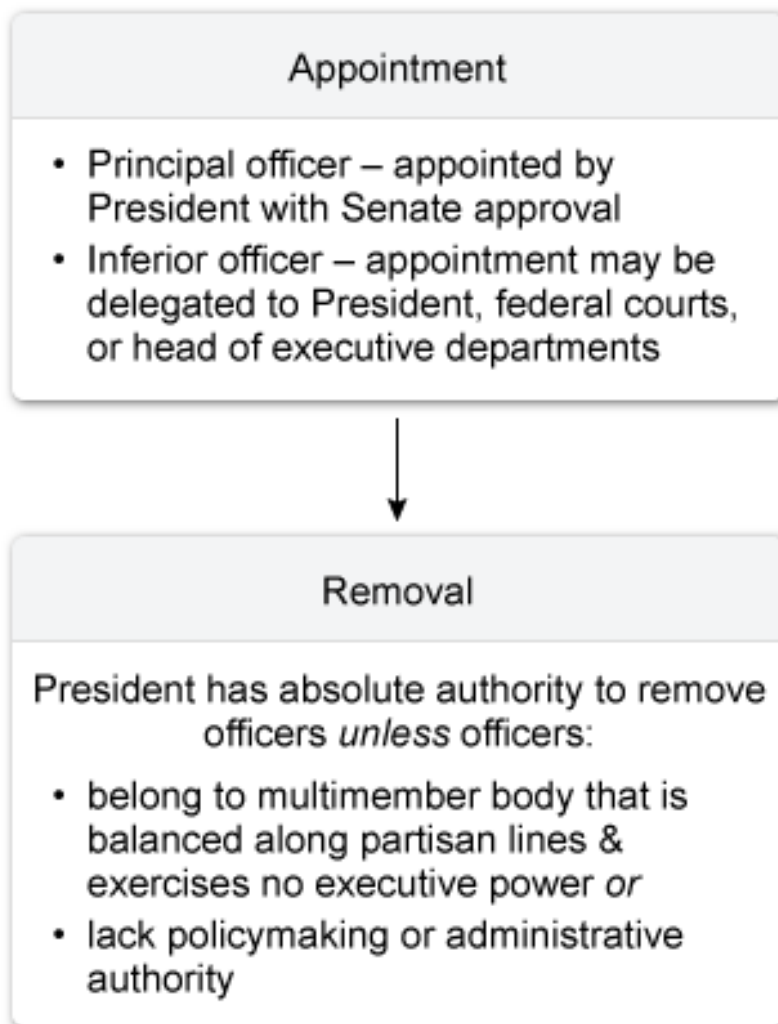 Appointment
• Principal officer – appointed by
President with Senate approval
• Inferior officer – appointment may be
delegated to President, federal courts,
or head of executive departments
Removal
President has absolute authority to remove
officers unless officers:
• belong to multimember body that is
balanced along partisan lines &
exercises no executive power or
• lack policymaking or administrative
authority